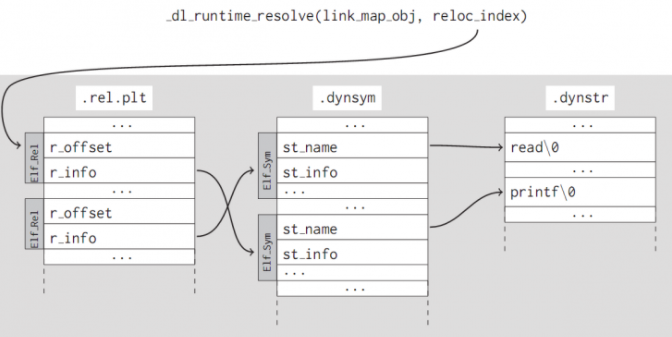 _dl_runtime_resolve(link_map_obj, reloc_index)
.rel.plt
.dynsym
.dynstr
...
Elf_Rel
r_offset
r_info
...
Elf_Rel
r_offset
r_info
...
...
Elf_Sym
st_name
st_info
...
...
Elf_Sym
st_name
st_info
...
...
...
read\0
...
printf\0
...